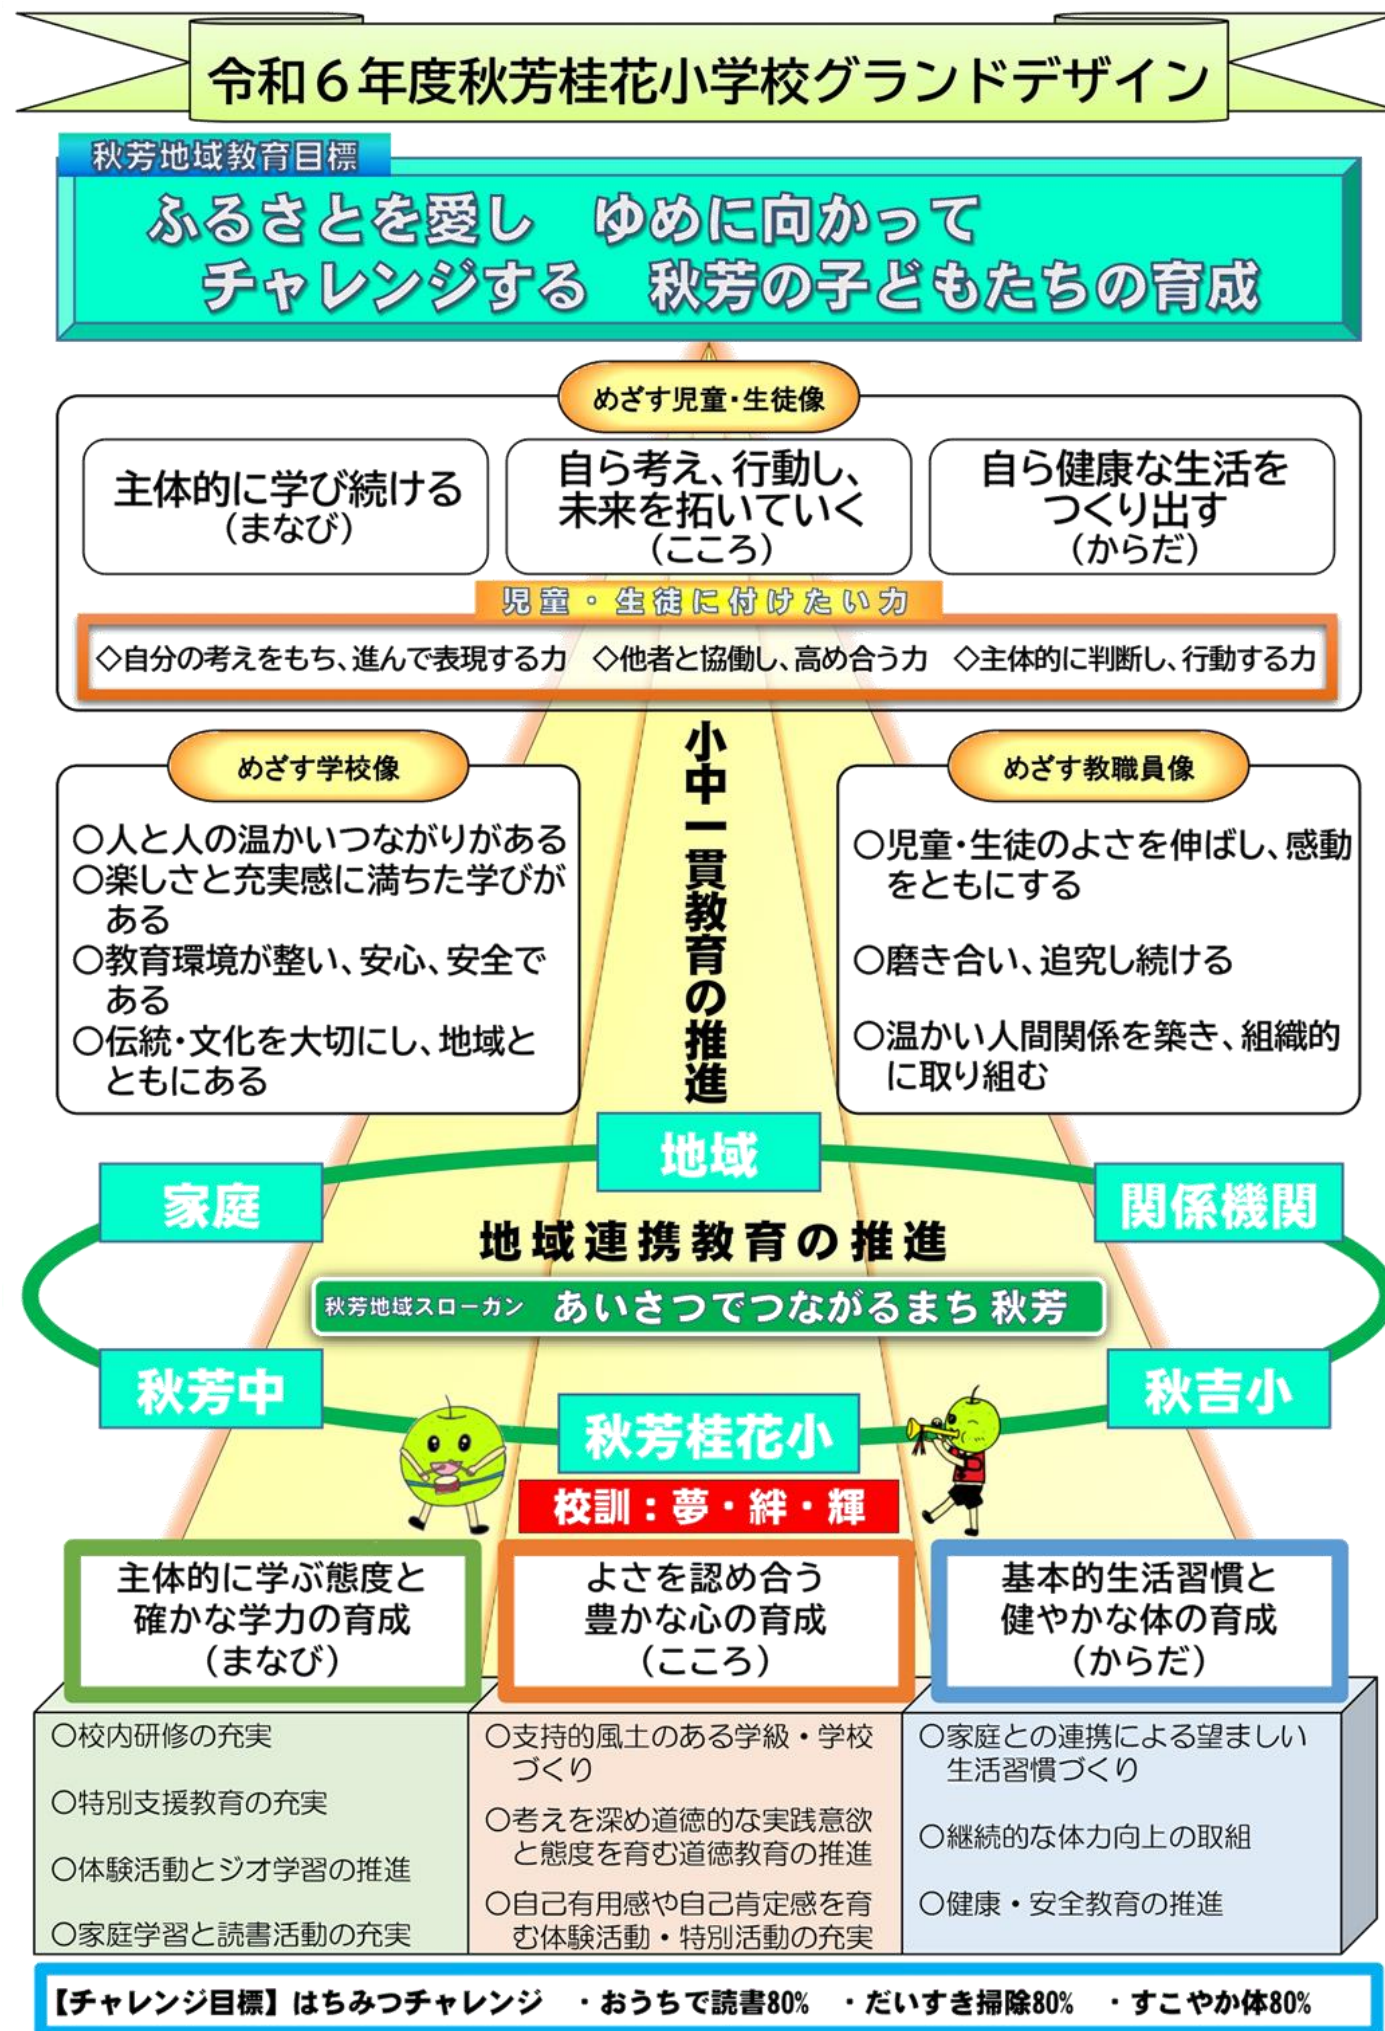 令和６年度秋芳桂花小学校グランドデザイン
秋芳地域教育目標
ふるさとを愛し　ゆめに向かって
チャレンジする　秋芳の子どもたちの育成
めざす児童・生徒像
主体的に学び続ける
（まなび）
自ら考え、行動し、
未来を拓いていく
（こころ）
自ら健康な生活を
つくり出す
（からだ）
児童・生徒に付けたい力
◇自分の考えをもち、進んで表現する力　◇他者と協働し、高め合う力　◇主体的に判断し、行動する力
小中一貫教育の推進
めざす学校像
○人と人の温かいつながりがある
○楽しさと充実感に満ちた学びが
ある
○教育環境が整い、安心、安全で
ある
○伝統・文化を大切にし、地域と
ともにある
めざす教職員像
○児童・生徒のよさを伸ばし、感動
をともにする
○磨き合い、追究し続ける
○温かい人間関係を築き、組織的
に取り組む
地域
家庭
関係機関
地域連携教育の推進
秋芳地域スローガン　あいさつでつながるまち 秋芳
秋芳中
秋吉小
秋芳桂花小
校訓：夢・絆・輝
主体的に学ぶ態度と
確かな学力の育成
（まなび）
よさを認め合う
豊かな心の育成
（こころ）
基本的生活習慣と
健やかな体の育成
（からだ）
○校内研修の充実
○特別支援教育の充実
○体験活動とジオ学習の推進
○家庭学習と読書活動の充実
○支持的風土のある学級・学校
づくり
○考えを深め道徳的な実践意欲
と態度を育む道徳教育の推進
○自己有用感や自己肯定感を育
む体験活動・特別活動の充実
○家庭との連携による望ましい
生活習慣づくり
○継続的な体力向上の取組
○健康・安全教育の推進
【チャレンジ目標】はちみつチャレンジ　・おうちで読書80%　・だいすき掃除80%　・すこやか体80%